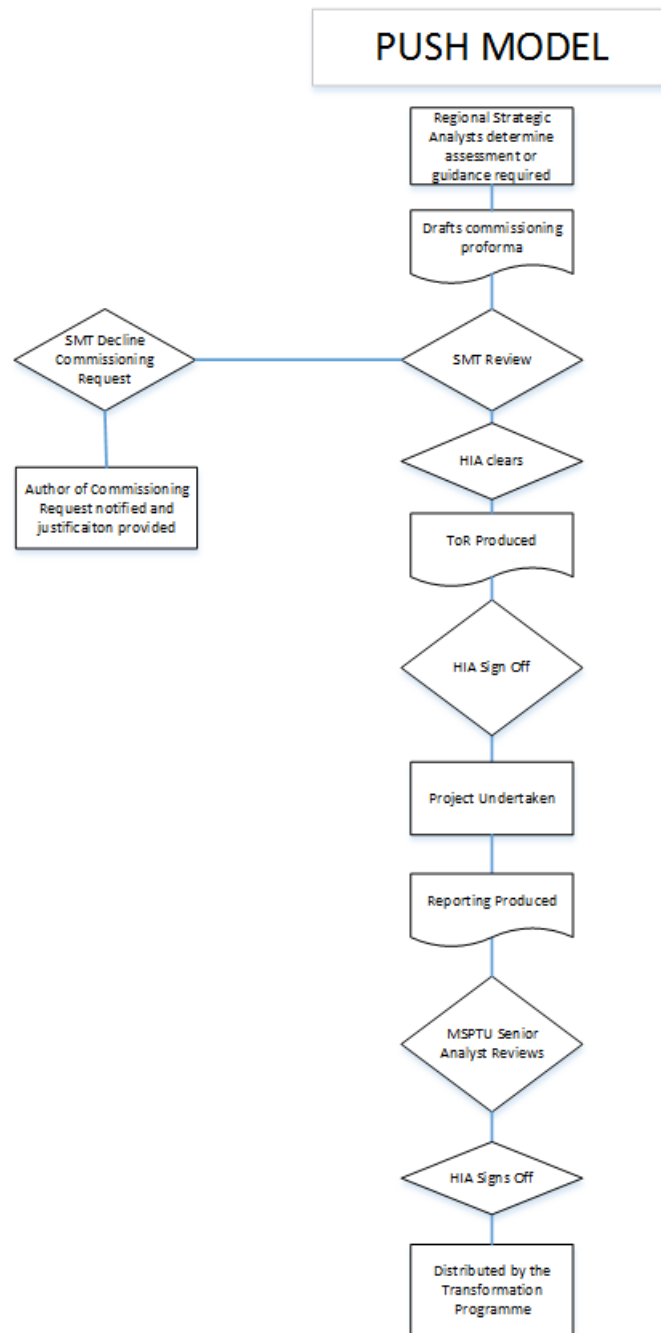 PUSH MODEL
Regional Strategic
Analysts determine
assessment or
guidance required
Drafts commissioning
proforma
SMT Decline
Commissioning
Request
SMT Review
HIA clears
Author of Commissioning
Request notified and
justificaiton provided
ToR Produced
HIA Sign Off
Project Undertaken
Reporting Produced
MSPTU Senior
Analyst Reviews
HIA Signs Off
Distributed by the
Transformation
Programme